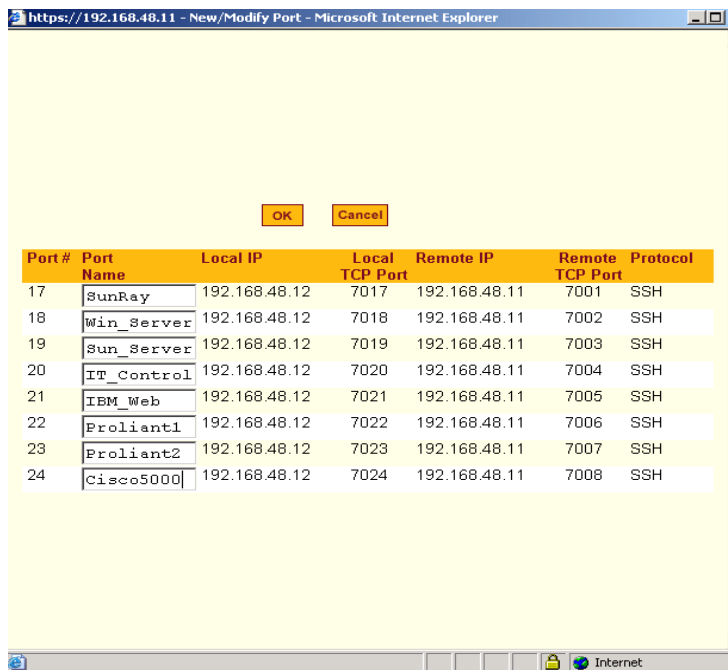 https://192.168.48.11 - New/Modify Port - Microsoft Internet Explorer
OK Cancel
Port # Port Name Local IP Local TCP Port Remote IP Remote TCP Port Protocol
17 SunRay 192.168.48.12 7017 192.168.48.11 7001 SSH
18 Win_Server 192.168.48.12 7018 192.168.48.11 7002 SSH
19 Sun_Server 192.168.48.12 7019 192.168.48.11 7003 SSH
20 IT_Control 192.168.48.12 7020 192.168.48.11 7004 SSH
21 IBM_Web 192.168.48.12 7021 192.168.48.11 7005 SSH
22 Proliant1 192.168.48.12 7022 192.168.48.11 7006 SSH
23 Proliant2 192.168.48.12 7023 192.168.48.11 7007 SSH
24 Cisco5000 192.168.48.12 7024 192.168.48.11 7008 SSH
Internet